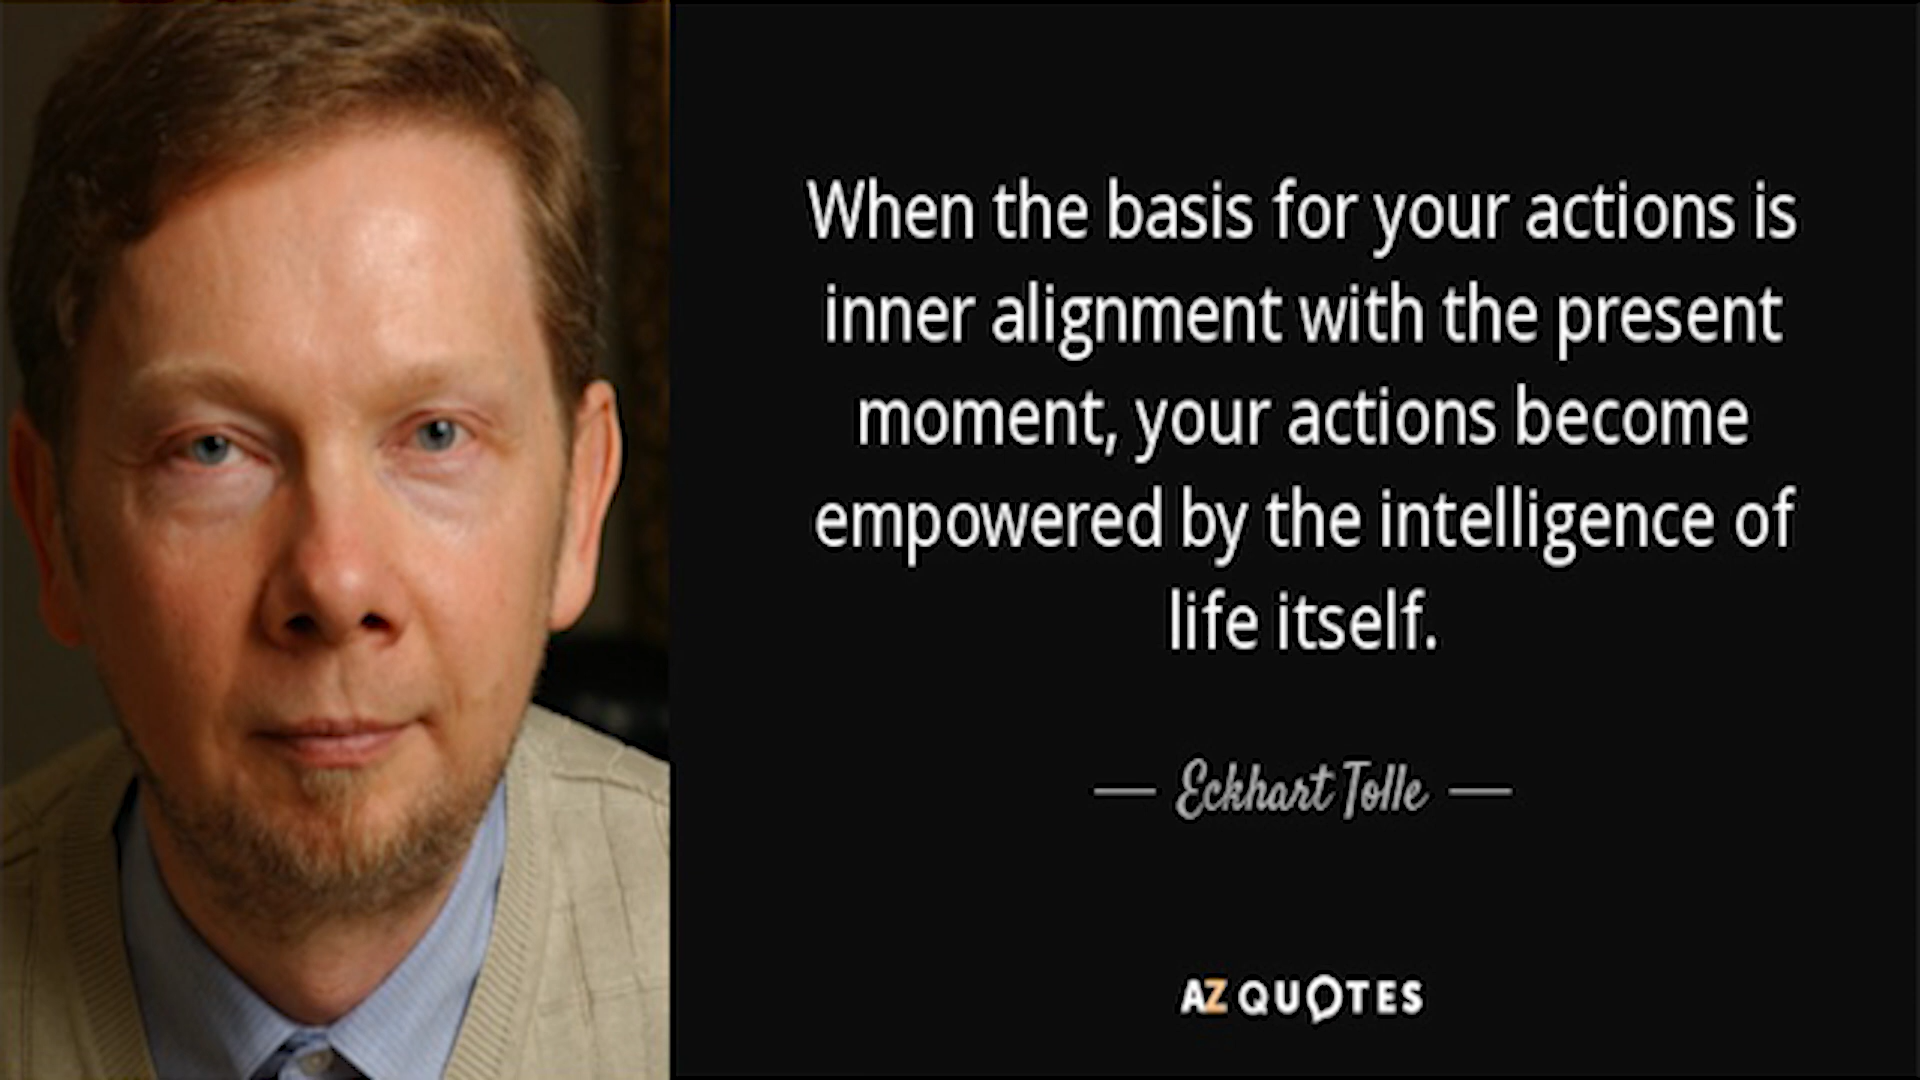 When the basis for your actions is
inner alignment with the present
moment, your actions become
empowered by the intelligence of
life itself.
— Eckhart Tolle —
AZ QUOTES